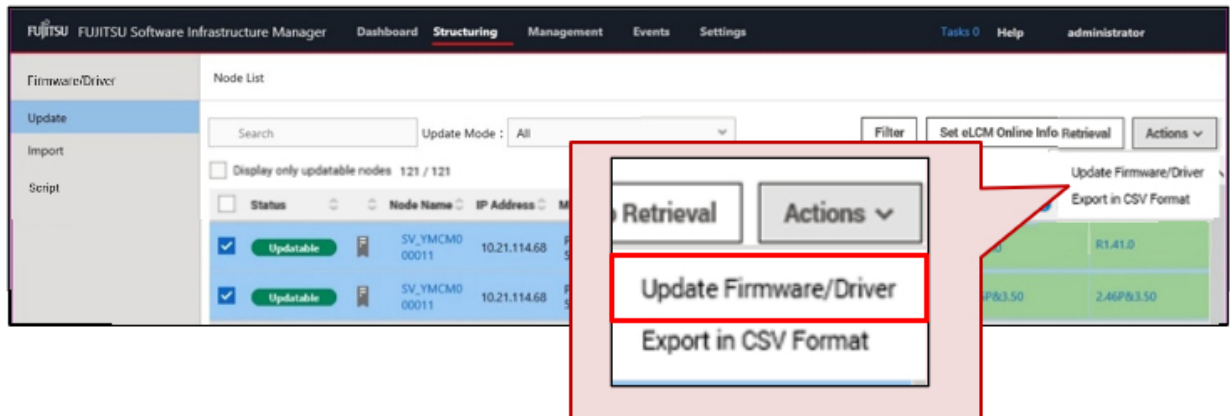 FUJITSU FUJITSU Software Infrastructure Manager Dashboard Structuring Management Events Settings Tasks 0 Help administrator
Firmware/Driver
Update
Import
Script
Node List
Search Update Mode : All Filter Set eLCM Online Info Retrieval Actions
Display only updatable nodes 121 / 121
Update Firmware/Driver
Export in CSV Format
Status Node Name IP Address M
Updatable SV_YMCM0 00011 10.21.114.68 R1.41.0
Updatable SV_YMCM0 00011 10.21.114.68 P&3.50 2.46P&3.50
Retrieval Actions
Update Firmware/Driver
Export in CSV Format